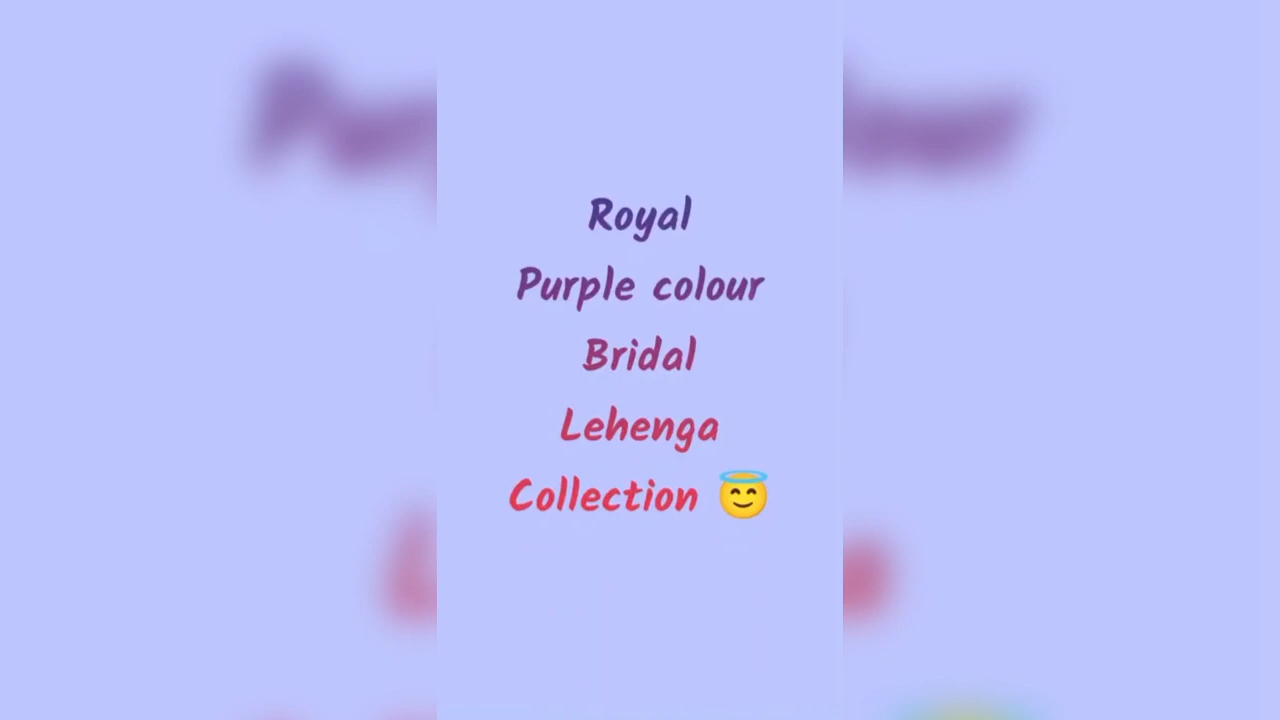 Royal
Purple colour
Bridal
Lehenga
Collection 😇